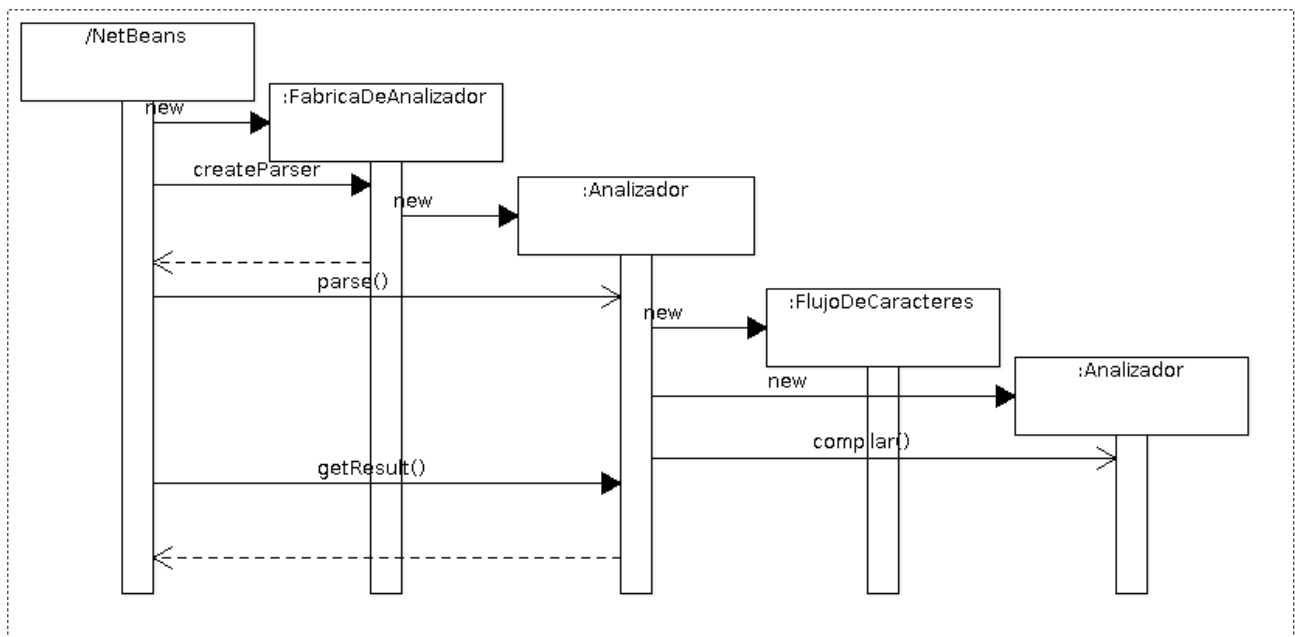 /NetBeans
:FabricaDeAnalizador
new
createParser
:Analizador
new
parse()
:FlujoDeCaracteres
new
:Analizador
new
compilar()
getResult()